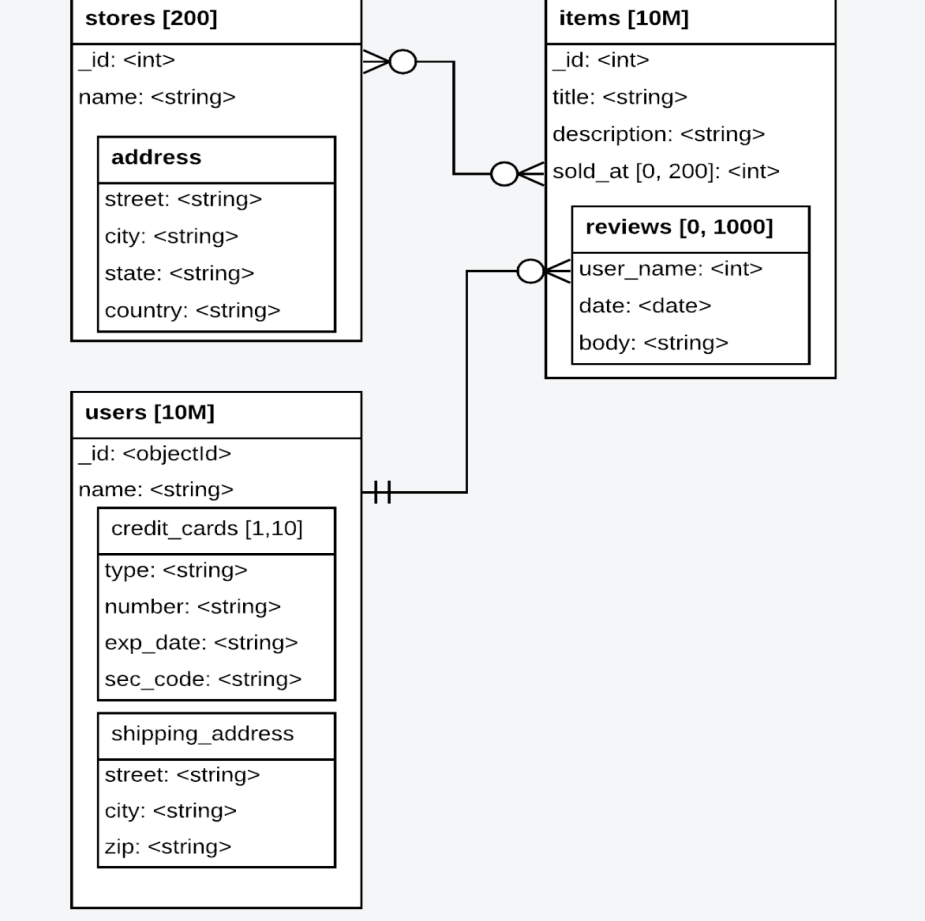 stores [200]
_id: <int>
name: <string>
address
street: <string>
city: <string>
state: <string>
country: <string>
items [10M]
_id: <int>
title: <string>
description: <string>
sold_at [0, 200]: <int>
reviews [0, 1000]
user_name: <int>
date: <date>
body: <string>
users [10M]
_id: <objectId>
name: <string>
credit_cards [1,10]
type: <string>
number: <string>
exp_date: <string>
sec_code: <string>
shipping_address
street: <string>
city: <string>
zip: <string>